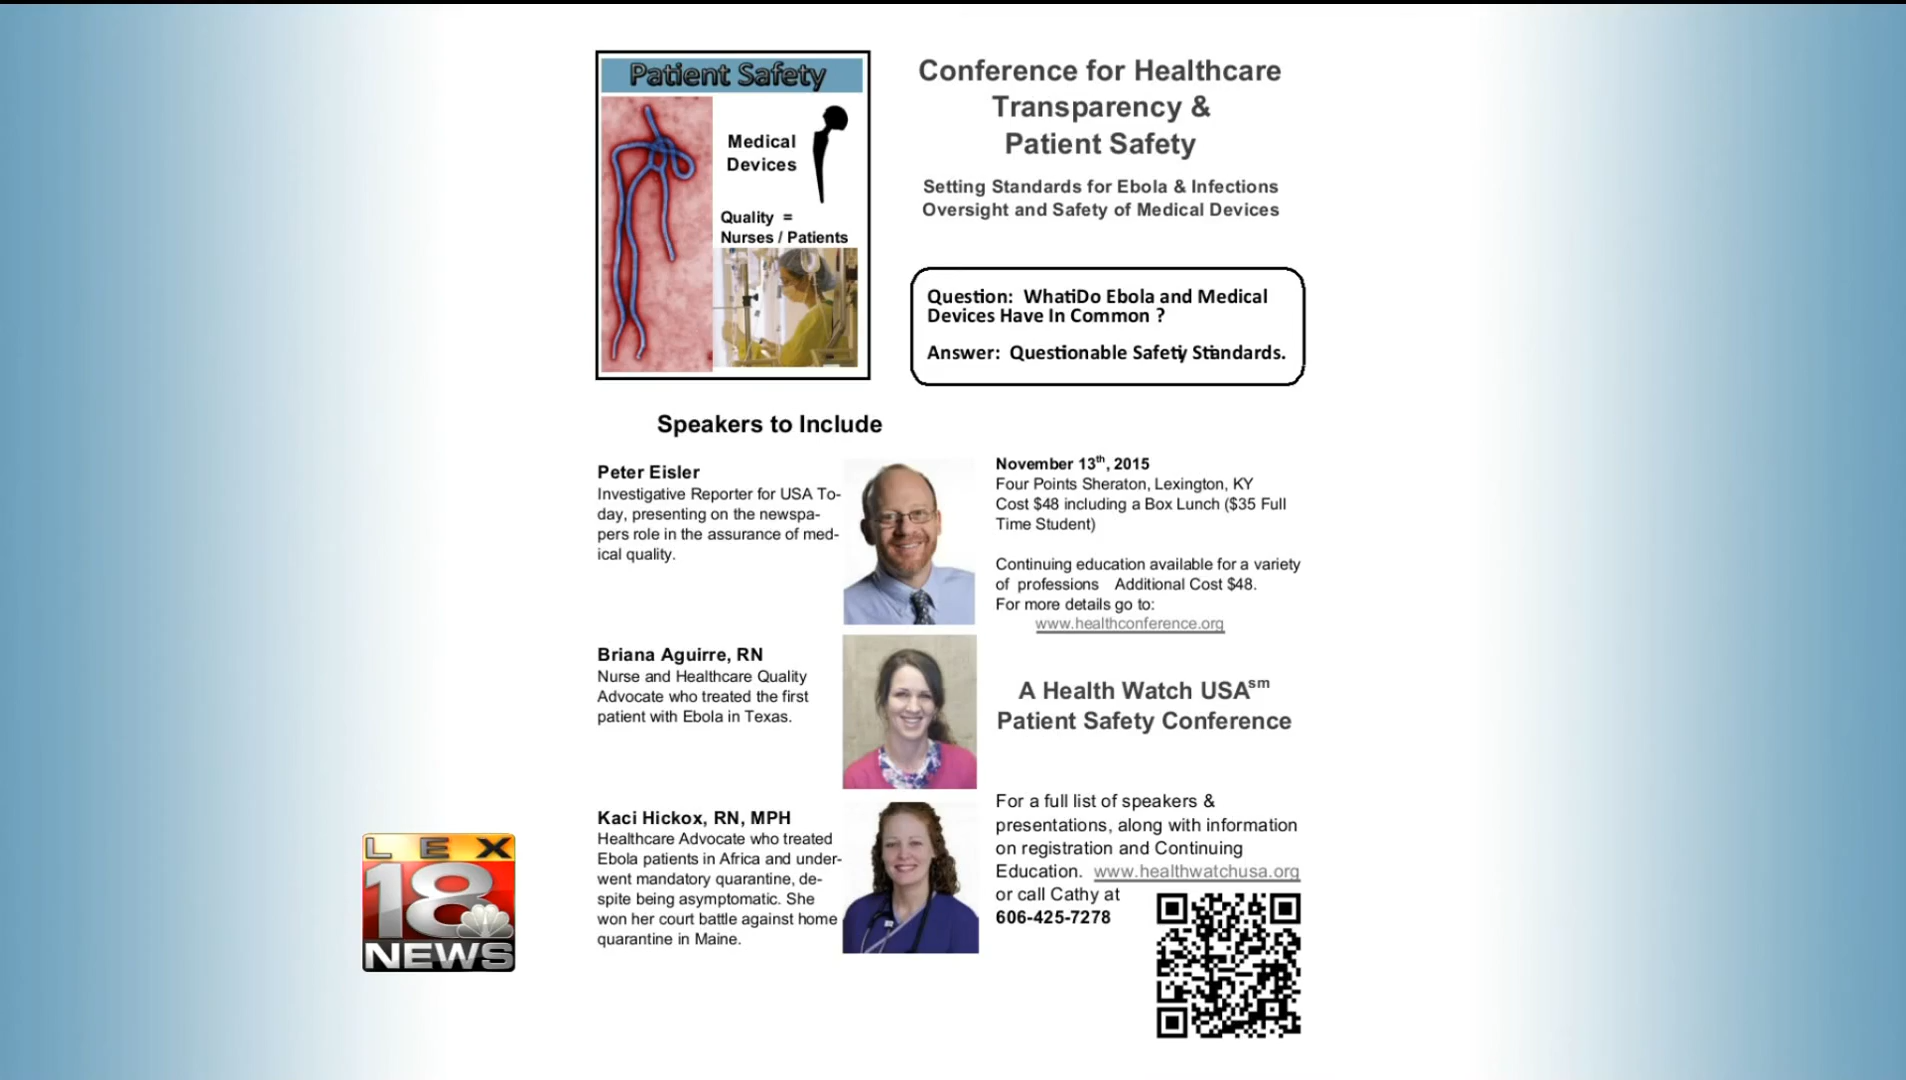 Patient Safety
Medical
Devices
Quality =
Nurses / Patients
Conference for Healthcare
Transparency &
Patient Safety
Setting Standards for Ebola & Infections
Oversight and Safety of Medical Devices
Question: WhatiDo Ebola and Medical
Devices Have In Common ?
Answer: Questionable Safety Standards.
Speakers to Include
Peter Eisler
Investigative Reporter for USA To-
day, presenting on the newspa-
pers role in the assurance of med-
ical quality.
Briana Aguirre, RN
Nurse and Healthcare Quality
Advocate who treated the first
patient with Ebola in Texas.
Kaci Hickox, RN, MPH
Healthcare Advocate who treated
Ebola patients in Africa and under-
went mandatory quarantine, de-
spite being asymptomatic. She
won her court battle against home
quarantine in Maine.
November 13th, 2015
Four Points Sheraton, Lexington, KY
Cost $48 including a Box Lunch ($35 Full
Time Student)
Continuing education available for a variety
of professions Additional Cost $48.
For more details go to:
www.healthconference.org
A Health Watch USAsm
Patient Safety Conference
For a full list of speakers &
presentations, along with information
on registration and Continuing
Education. www.healthwatchusa.org
or call Cathy at
606-425-7278
LEX
18
NEWS